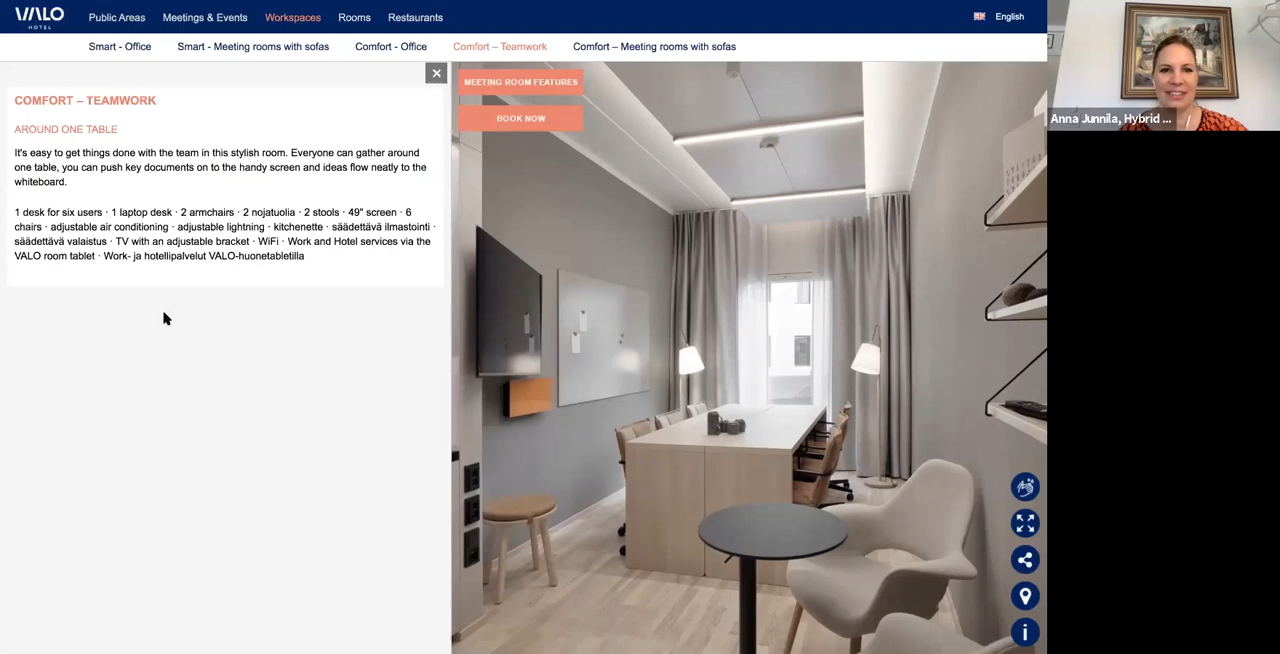 VALO
HOTEL
Public Areas
Meetings & Events
Workspaces
Rooms
Restaurants
English
Smart - Office
Smart - Meeting rooms with sofas
Comfort - Office
Comfort – Teamwork
Comfort – Meeting rooms with sofas
COMFORT – TEAMWORK
AROUND ONE TABLE
It's easy to get things done with the team in this stylish room. Everyone can gather around
one table, you can push key documents on to the handy screen and ideas flow neatly to the
whiteboard.
1 desk for six users · 1 laptop desk · 2 armchairs · 2 nojatuolia · 2 stools · 49" screen · 6
chairs · adjustable air conditioning · adjustable lightning · kitchenette · säädettävä ilmastointi ·
säädettävä valaistus · TV with an adjustable bracket · WiFi · Work and Hotel services via the
VALO room tablet · Work- ja hotellipalvelut VALO-huonetabletilla
MEETING ROOM FEATURES
BOOK NOW
Anna Junnila, Hybrid ...